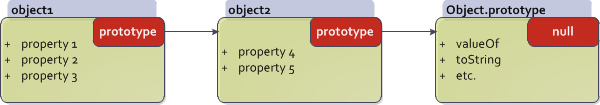 object1
prototype
+ property 1
+ property 2
+ property 3
object2
prototype
+ property 4
+ property 5
Object.prototype
null
+ valueOf
+ toString
+ etc.